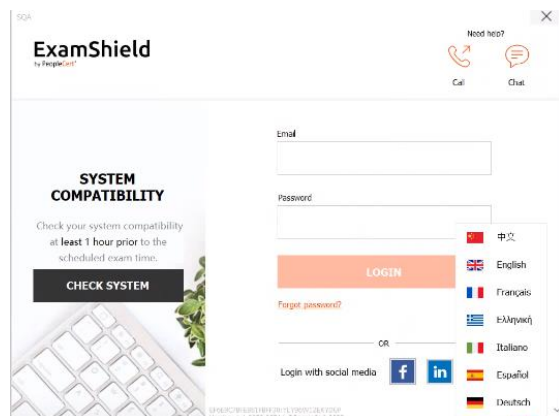 SQA
ExamShield
by PeopleCert
Need help?
Call
Chat
SYSTEM
COMPATIBILITY
Check your system compatibility
at least 1 hour prior to the
scheduled exam time.
CHECK SYSTEM
Email
Password
LOGIN
Forgot password?
OR
Login with social media
f
in
中文
English
Français
Ελληνική
Italiano
Español
Deutsch